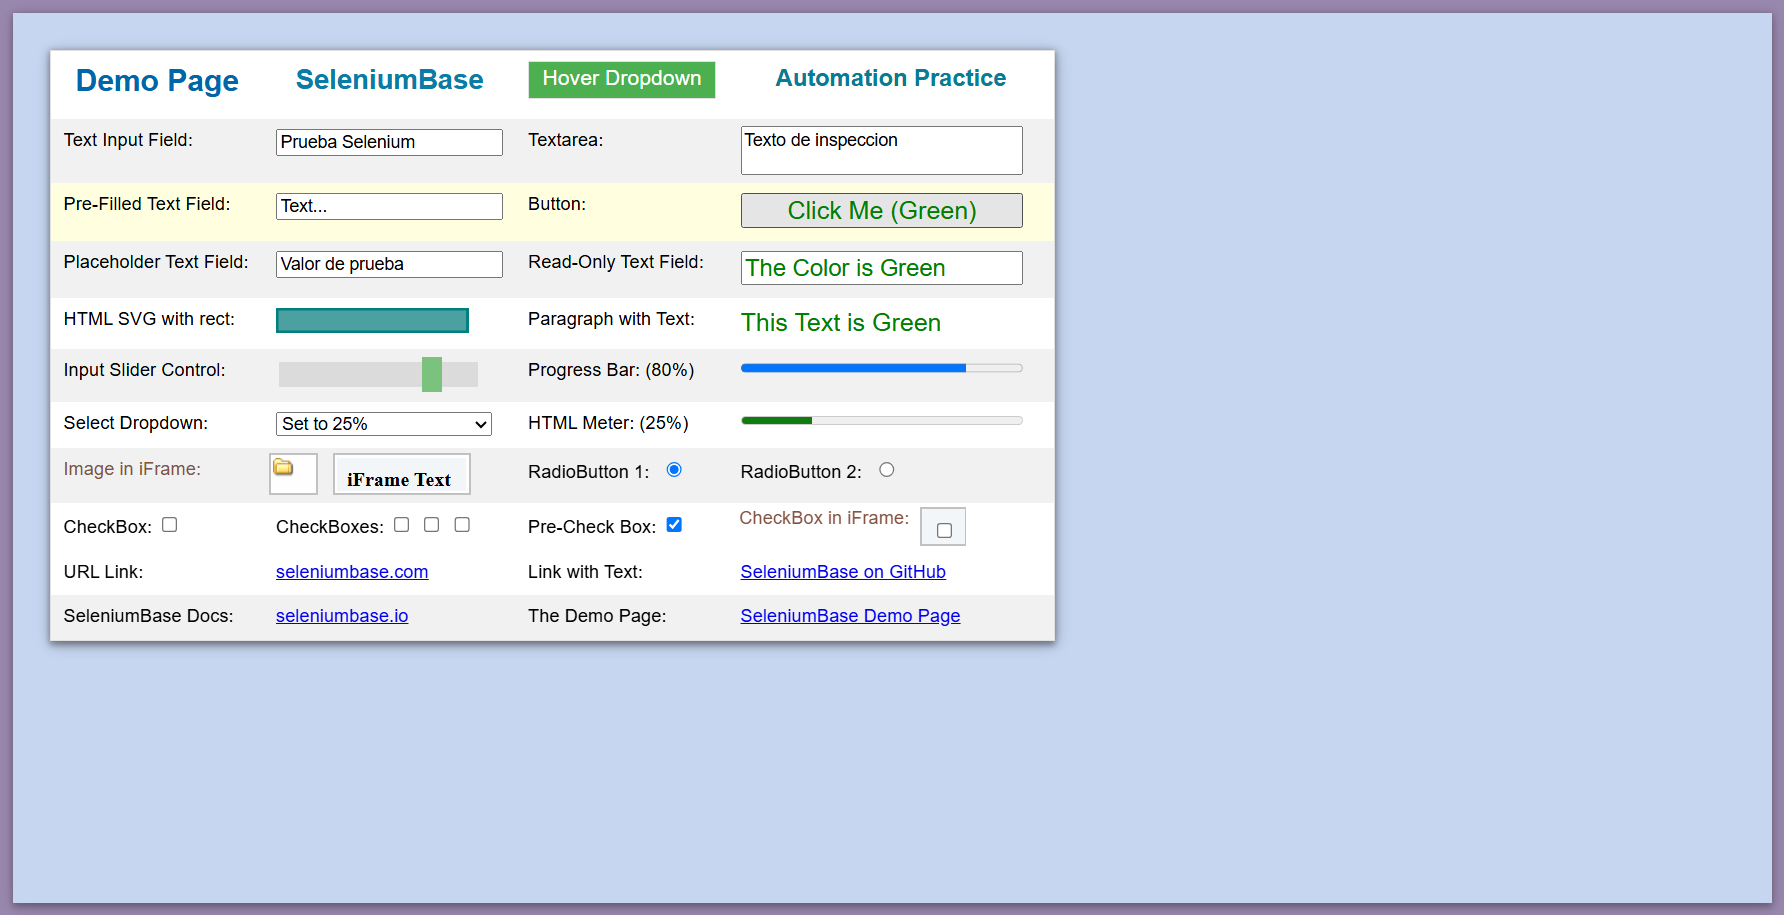 Demo Page SeleniumBase Hover Dropdown Automation Practice
Text Input Field: Prueba Selenium Textarea: Texto de inspeccion
Pre-Filled Text Field: Text... Button: Click Me (Green)
Placeholder Text Field: Valor de prueba Read-Only Text Field: The Color is Green
HTML SVG with rect: Paragraph with Text: This Text is Green
Input Slider Control: Progress Bar: (80%)
Select Dropdown: Set to 25% HTML Meter: (25%)
Image in iFrame: iFrame Text RadioButton 1: RadioButton 2:
CheckBox: CheckBoxes: Pre-Check Box: CheckBox in iFrame:
URL Link: seleniumbase.com Link with Text: SeleniumBase on GitHub
SeleniumBase Docs: seleniumbase.io The Demo Page: SeleniumBase Demo Page